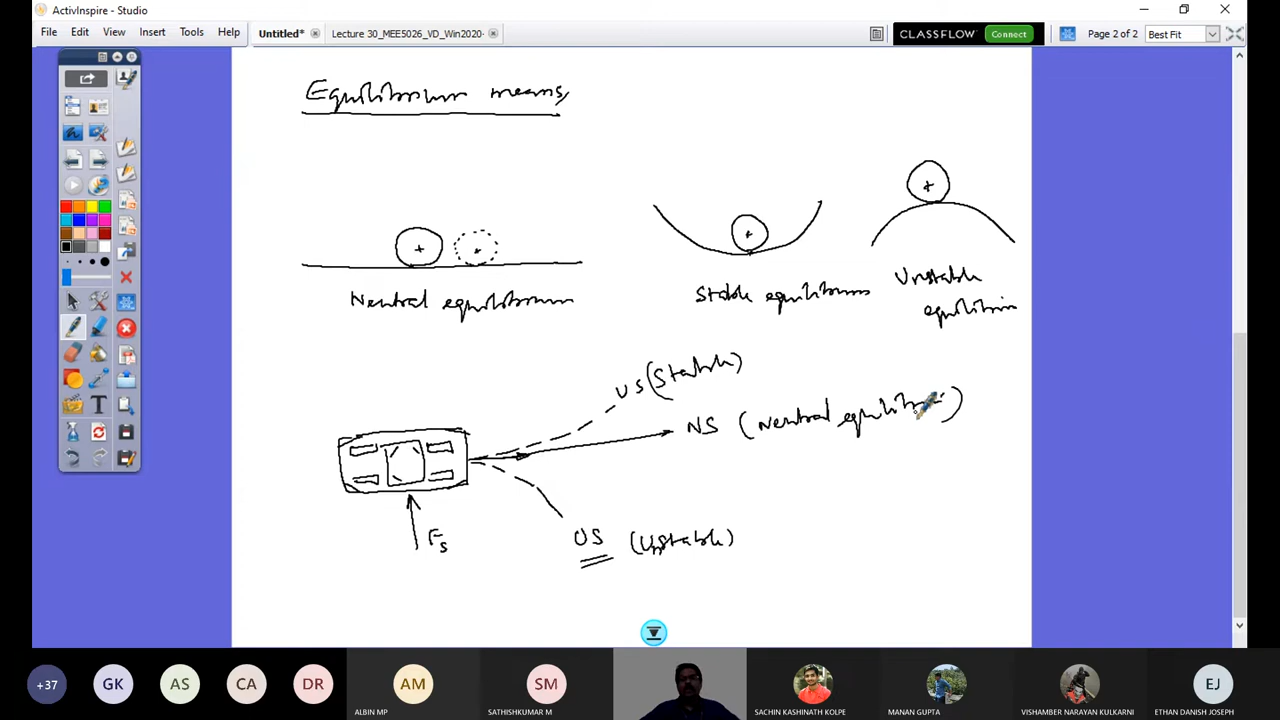 ActivInspire - Studio
File Edit View Insert Tools Help
Untitled* Lecture 30_MEE5026_VD_Win2020-
CLASSFLOW Connect
Page 2 of 2 Best Fit
Equilibrium means,
Neutral equilibrium
Stable equilibrium
Unstable
equilibrium
US (Stable)
NS (Neutral equilibrium)
Fs
OS (Unstable)
+37 GK AS CA DR AM SM EJ
ALBIN MP SATHISHKUMAR M SACHIN KASHINATH KOLPE MANAN GUPTA VISHAMBER NARAYAN KULKARNI ETHAN DANISH JOSEPH